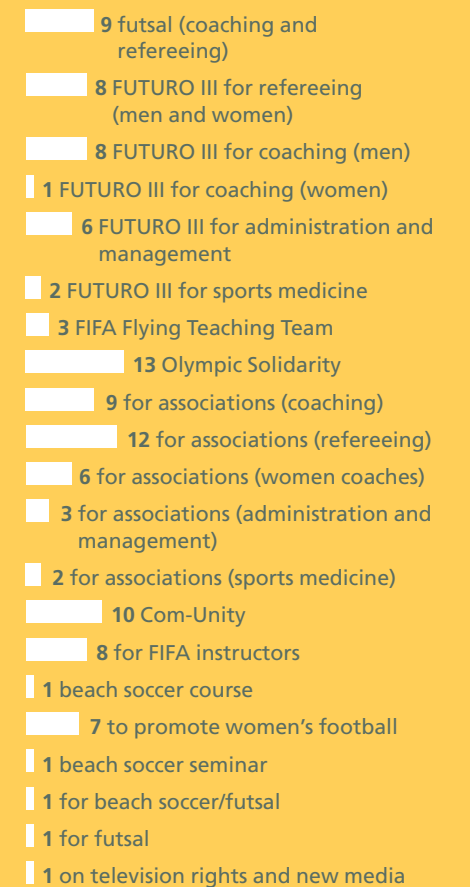 9 futsal (coaching and
refereeing)
8 FUTURO III for refereeing
(men and women)
8 FUTURO III for coaching (men)
1 FUTURO III for coaching (women)
6 FUTURO III for administration and
management
2 FUTURO III for sports medicine
3 FIFA Flying Teaching Team
13 Olympic Solidarity
9 for associations (coaching)
12 for associations (refereeing)
6 for associations (women coaches)
3 for associations (administration and
management)
2 for associations (sports medicine)
10 Com-Unity
8 for FIFA instructors
1 beach soccer course
7 to promote women’s football
1 beach soccer seminar
1 for beach soccer/futsal
1 for futsal
1 on television rights and new media